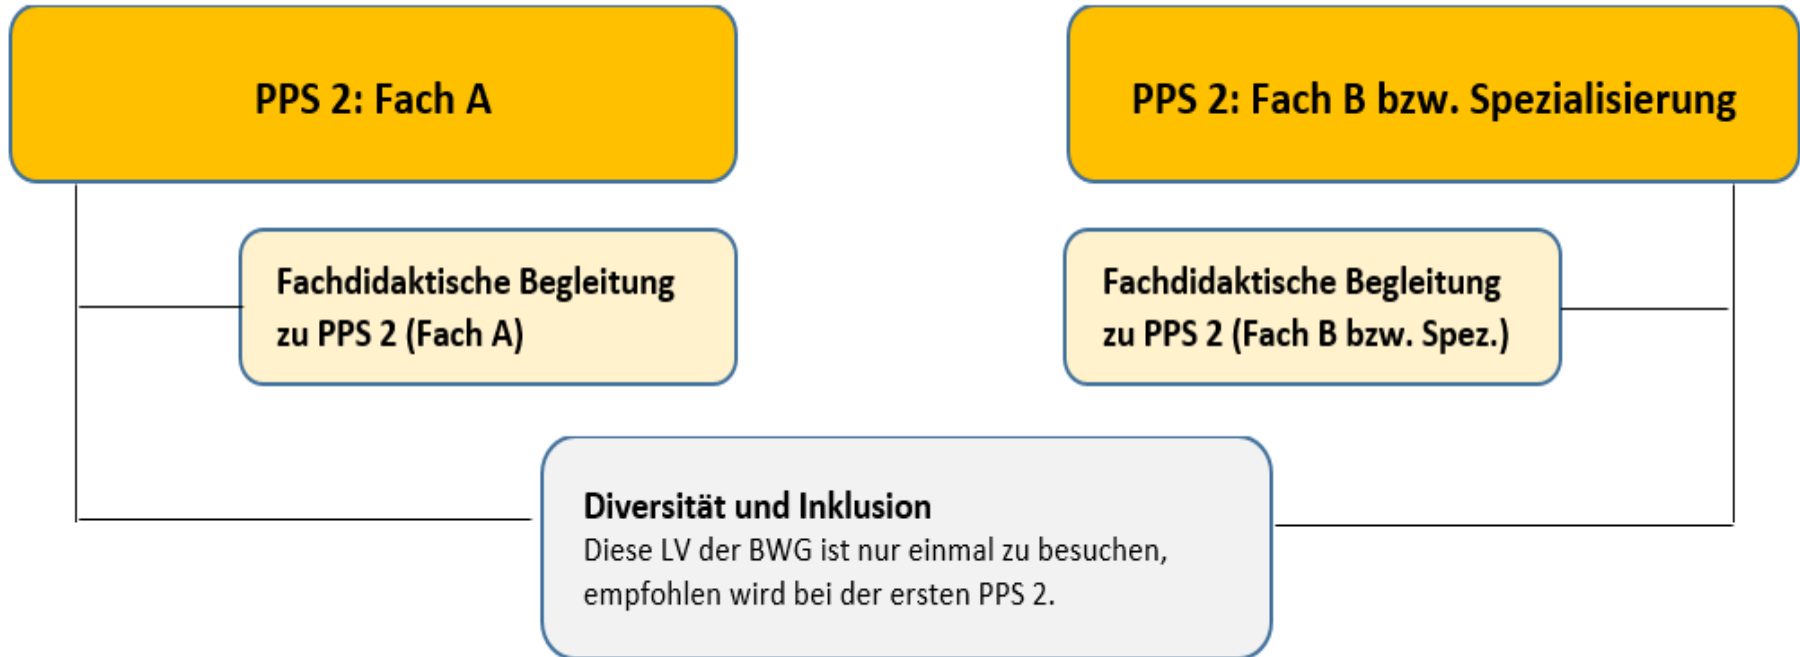 PPS 2: Fach A
PPS 2: Fach B bzw. Spezialisierung
Fachdidaktische Begleitung
zu PPS 2 (Fach A)
Fachdidaktische Begleitung
zu PPS 2 (Fach B bzw. Spez.)
Diversität und Inklusion
Diese LV der BWG ist nur einmal zu besuchen,
empfohlen wird bei der ersten PPS 2.